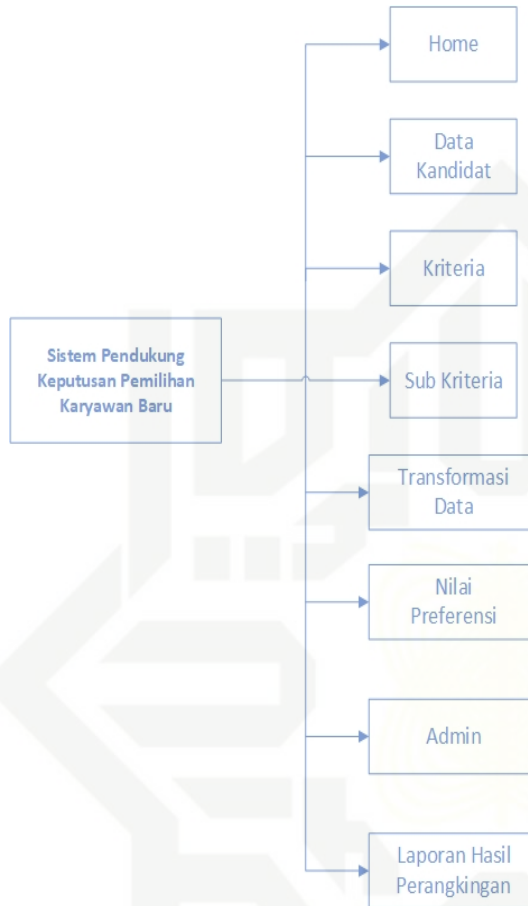 Home
Data
Kandidat
Kriteria
Sistem Pendukung
Keputusan Pemilihan
Karyawan Baru
Sub Kriteria
Transformasi
Data
Nilai
Preferensi
Admin
Laporan Hasil
Perangkingan